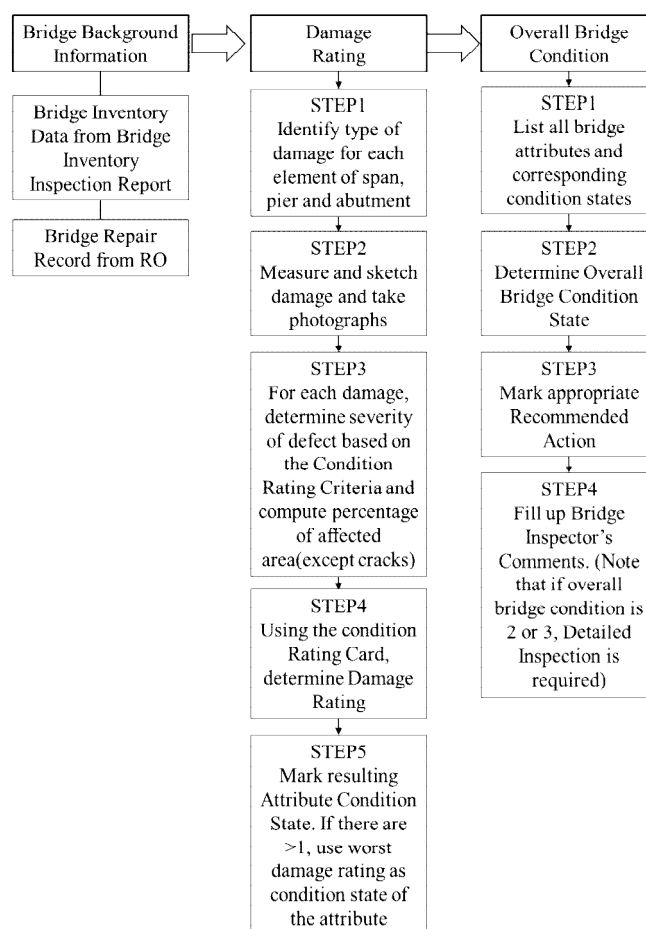 Bridge Background
Information
Bridge Inventory
Data from Bridge
Inventory
Inspection Report
Bridge Repair
Record from RO
Damage
Rating
STEP1
Identify type of
damage for each
element of span,
pier and abutment
STEP2
Measure and sketch
damage and take
photographs
STEP3
For each damage,
determine severity
of defect based on
the Condition
Rating Criteria and
compute percentage
of affected
area(except cracks)
STEP4
Using the condition
Rating Card,
determine Damage
Rating
STEP5
Mark resulting
Attribute Condition
State. If there are
>1, use worst
damage rating as
condition state of
the attribute
Overall Bridge
Condition
STEP1
List all bridge
attributes and
corresponding
condition states
STEP2
Determine Overall
Bridge Condition
State
STEP3
Mark appropriate
Recommended
Action
STEP4
Fill up Bridge
Inspector's
Comments. (Note
that if overall
bridge condition is
2 or 3, Detailed
Inspection is
required)